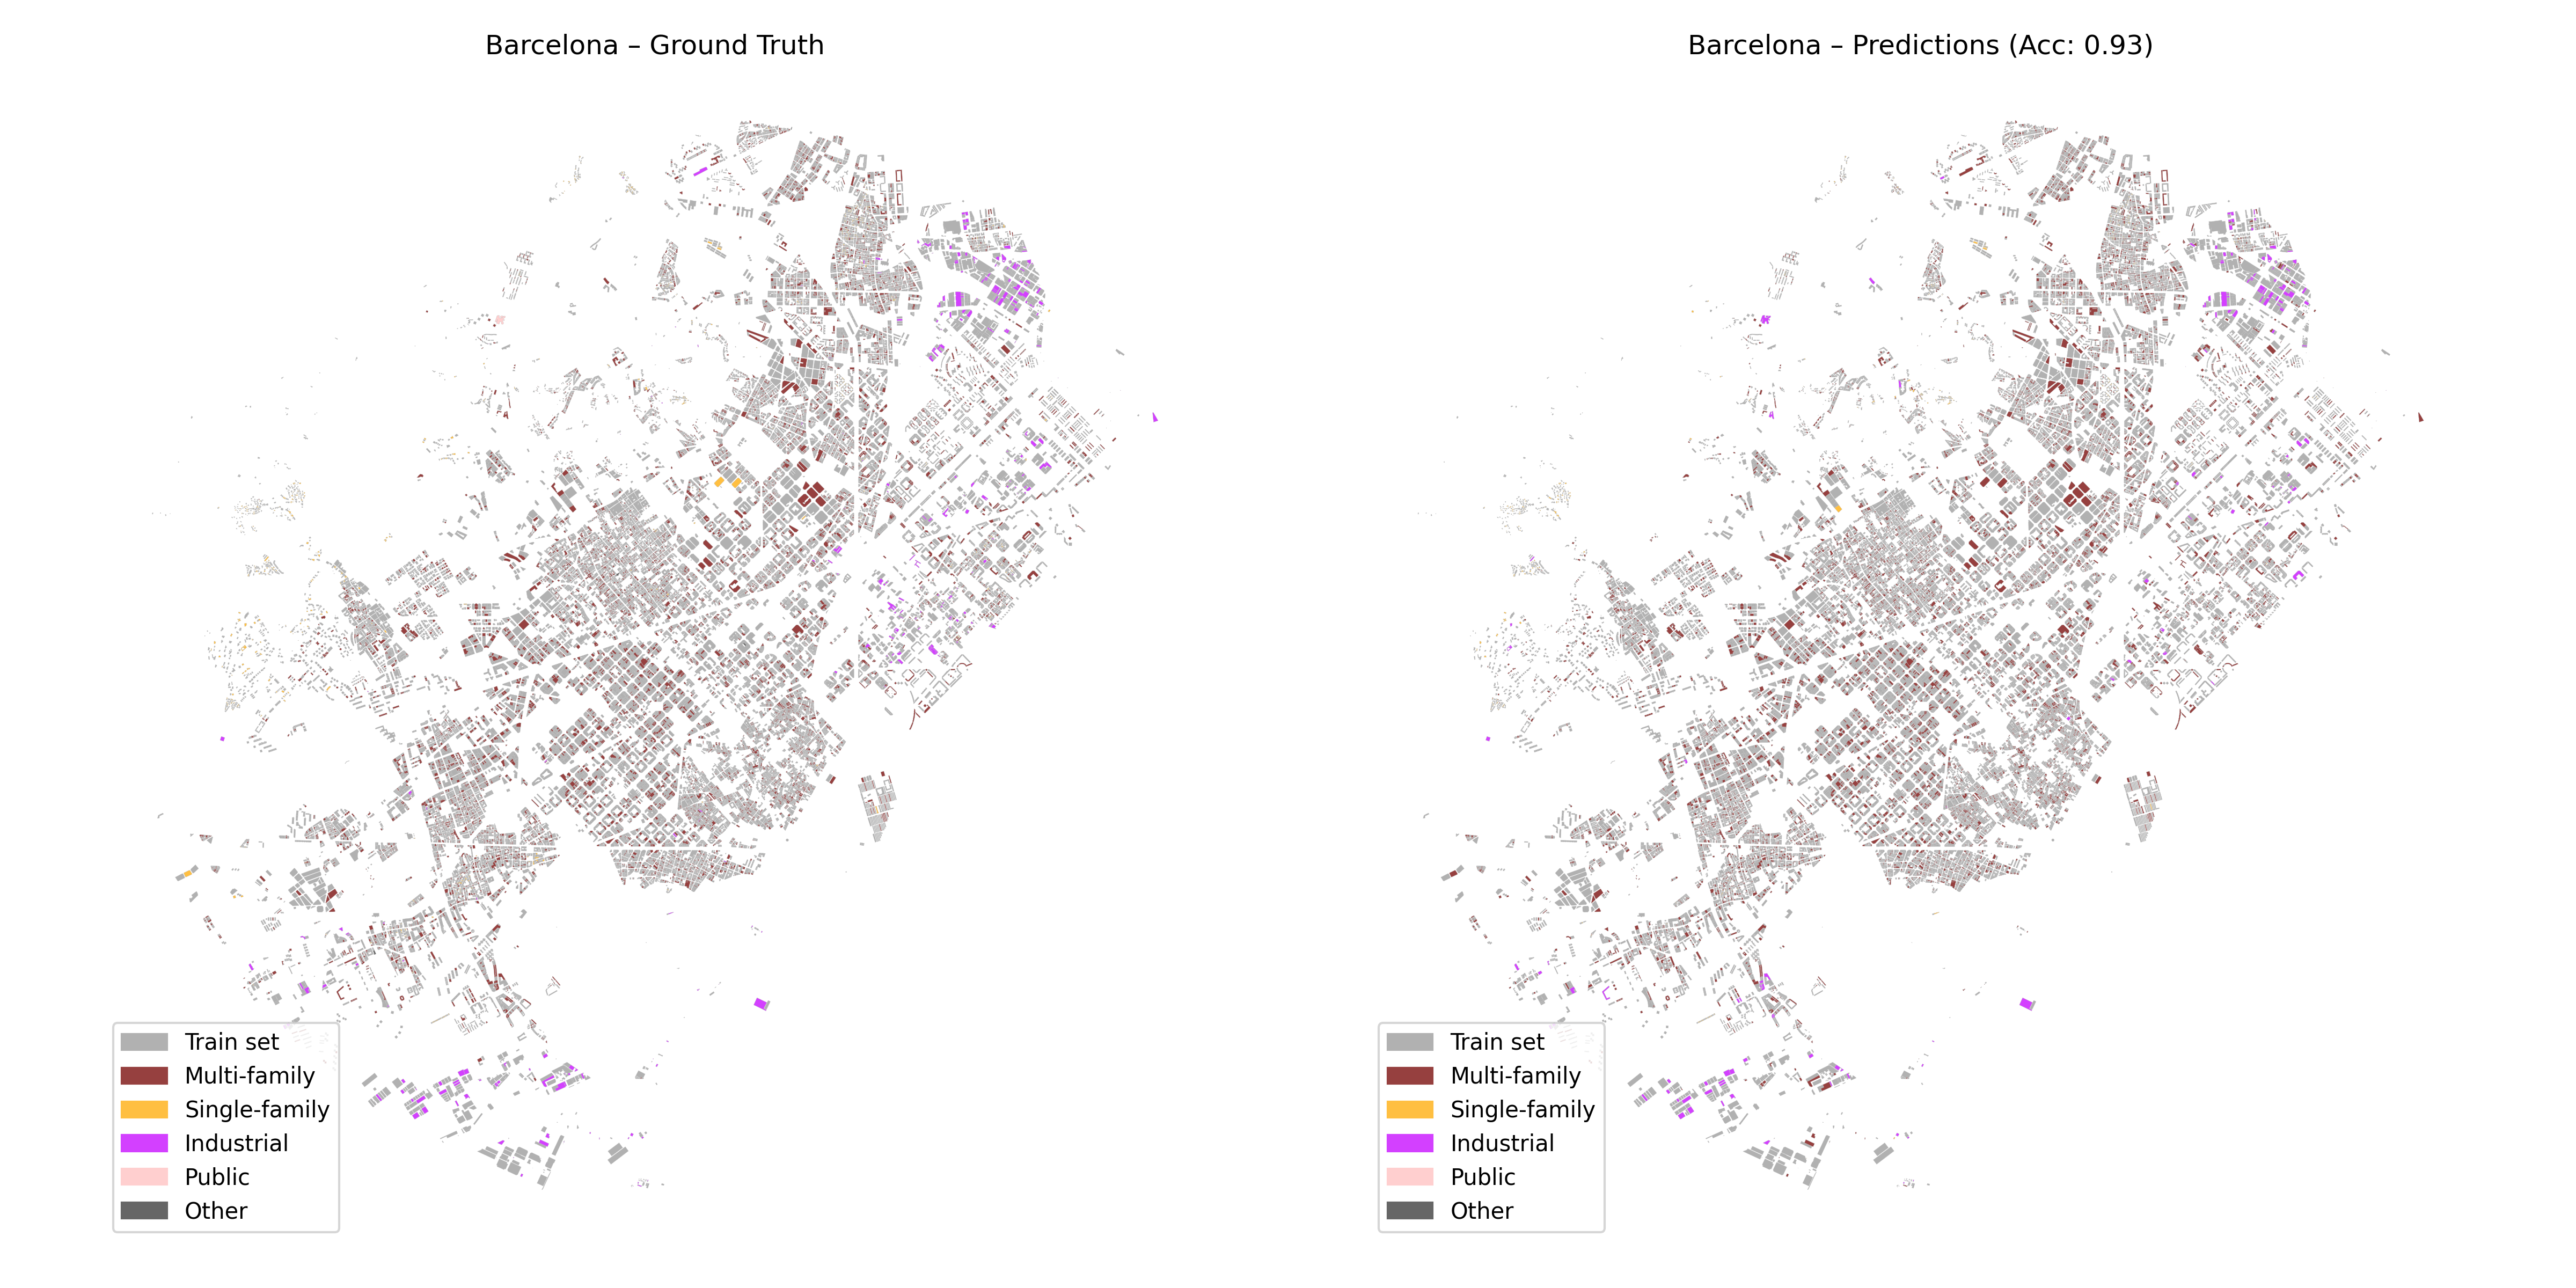 Barcelona – Ground Truth
Train set
Multi-family
Single-family
Industrial
Public
Other
Barcelona – Predictions (Acc: 0.93)
Train set
Multi-family
Single-family
Industrial
Public
Other